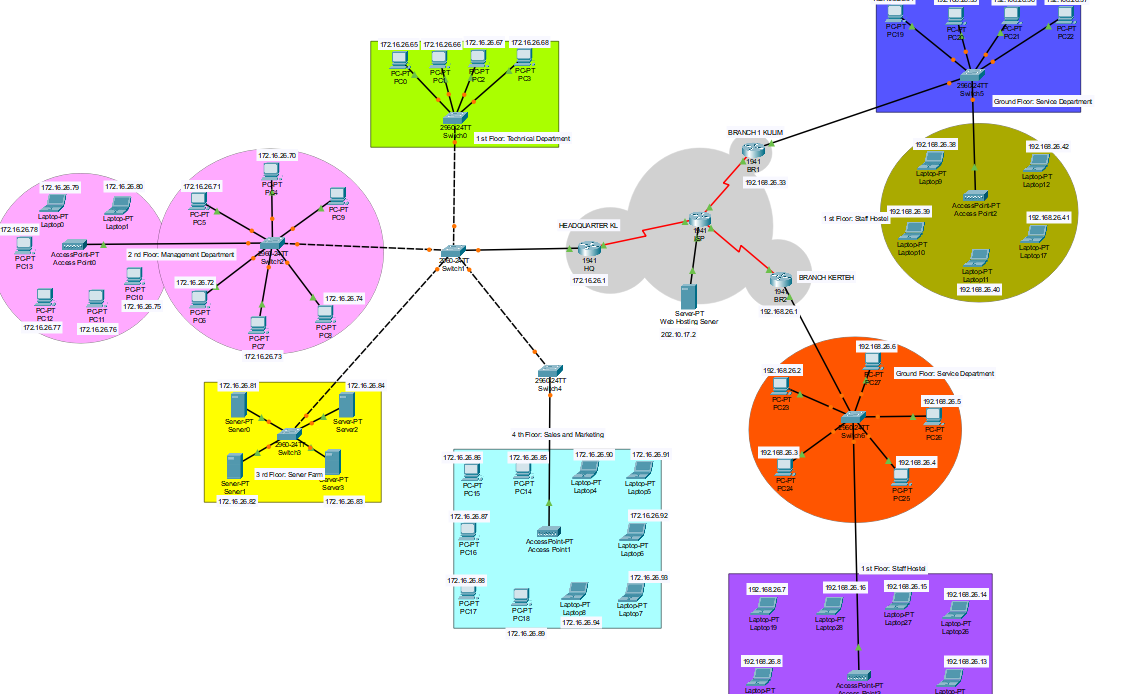 172.16.26.65
172.16.26.66
172.16.26.67
172.16.26.68
PC-PT
PC0
PC-PT
PC-PT
PC2
PC-PT
PC3
2960-24TT
Switch0
1st Floor: Technical Department
PC-PT
PC19
PC-PT
PC21
PC-PT
PC22
2960-24TT
Switch5
Ground Floor: Service Department
172.16.26.79
172.16.26.80
Laptop-PT
Laptop0
Laptop-PT
Laptop1
172.16.26.78
PC-PT
PC13
AccessPoint-PT
Access Point0
PC-PT
PC10
172.16.26.75
PC-PT
PC12
172.16.26.77
PC-PT
PC11
172.16.26.76
172.16.26.70
PC-PT
172.16.26.71
PC-PT
PC5
PC-PT
PC9
2960-24TT
Switch2
2 nd Floor: Management Department
172.16.26.72
PC-PT
PC6
PC-PT
PC7
172.16.26.73
172.16.26.74
PC-PT
PC8
2960-24TT
Switch1
HEADQUARTER KL
1941
HQ
172.16.26.1
BRANCH 1 KULIM
1941
BR1
192.168.26.33
1941
ISP
Server-PT
Web Hosting Server
202.10.17.2
BRANCH KERTEH
1941
BR2
192.168.26.1
192.168.26.38
Laptop-PT
Laptop9
192.168.26.42
Laptop-PT
Laptop12
AccessPoint-PT
Access Point2
1st Floor: Staff Hostel
192.168.26.39
Laptop-PT
Laptop10
192.168.26.41
Laptop-PT
Laptop17
Laptop-PT
Laptop11
192.168.26.40
172.16.26.81
Server-PT
Server0
172.16.26.84
Server-PT
Server2
2960-24TT
Switch3
3 rd Floor: Server Farm
Server-PT
Server1
172.16.26.82
Server-PT
Server3
172.16.26.83
2960-24TT
Switch4
4 th Floor: Sales and Marketing
172.16.26.86
PC-PT
PC15
172.16.26.85
PC-PT
PC14
172.16.26.90
Laptop-PT
Laptop4
172.16.26.91
Laptop-PT
Laptop5
172.16.26.87
PC-PT
PC16
AccessPoint-PT
Access Point1
172.16.26.92
Laptop-PT
Laptop6
172.16.26.88
PC-PT
PC17
PC-PT
PC18
172.16.26.89
Laptop-PT
Laptop8
172.16.26.94
172.16.26.93
Laptop-PT
Laptop7
192.168.26.6
PC-PT
PC27
Ground Floor: Service Department
192.168.26.2
PC-PT
PC23
192.168.26.5
PC-PT
PC26
2960-24TT
Switch6
192.168.26.3
PC-PT
PC24
192.168.26.4
PC-PT
PC25
1st Floor: Staff Hostel
192.168.26.7
Laptop-PT
Laptop19
192.168.26.16
Laptop-PT
Laptop28
192.168.26.15
Laptop-PT
Laptop27
192.168.26.14
Laptop-PT
Laptop26
192.168.26.8
Laptop-PT
AccessPoint-PT
192.168.26.13
Laptop-PT